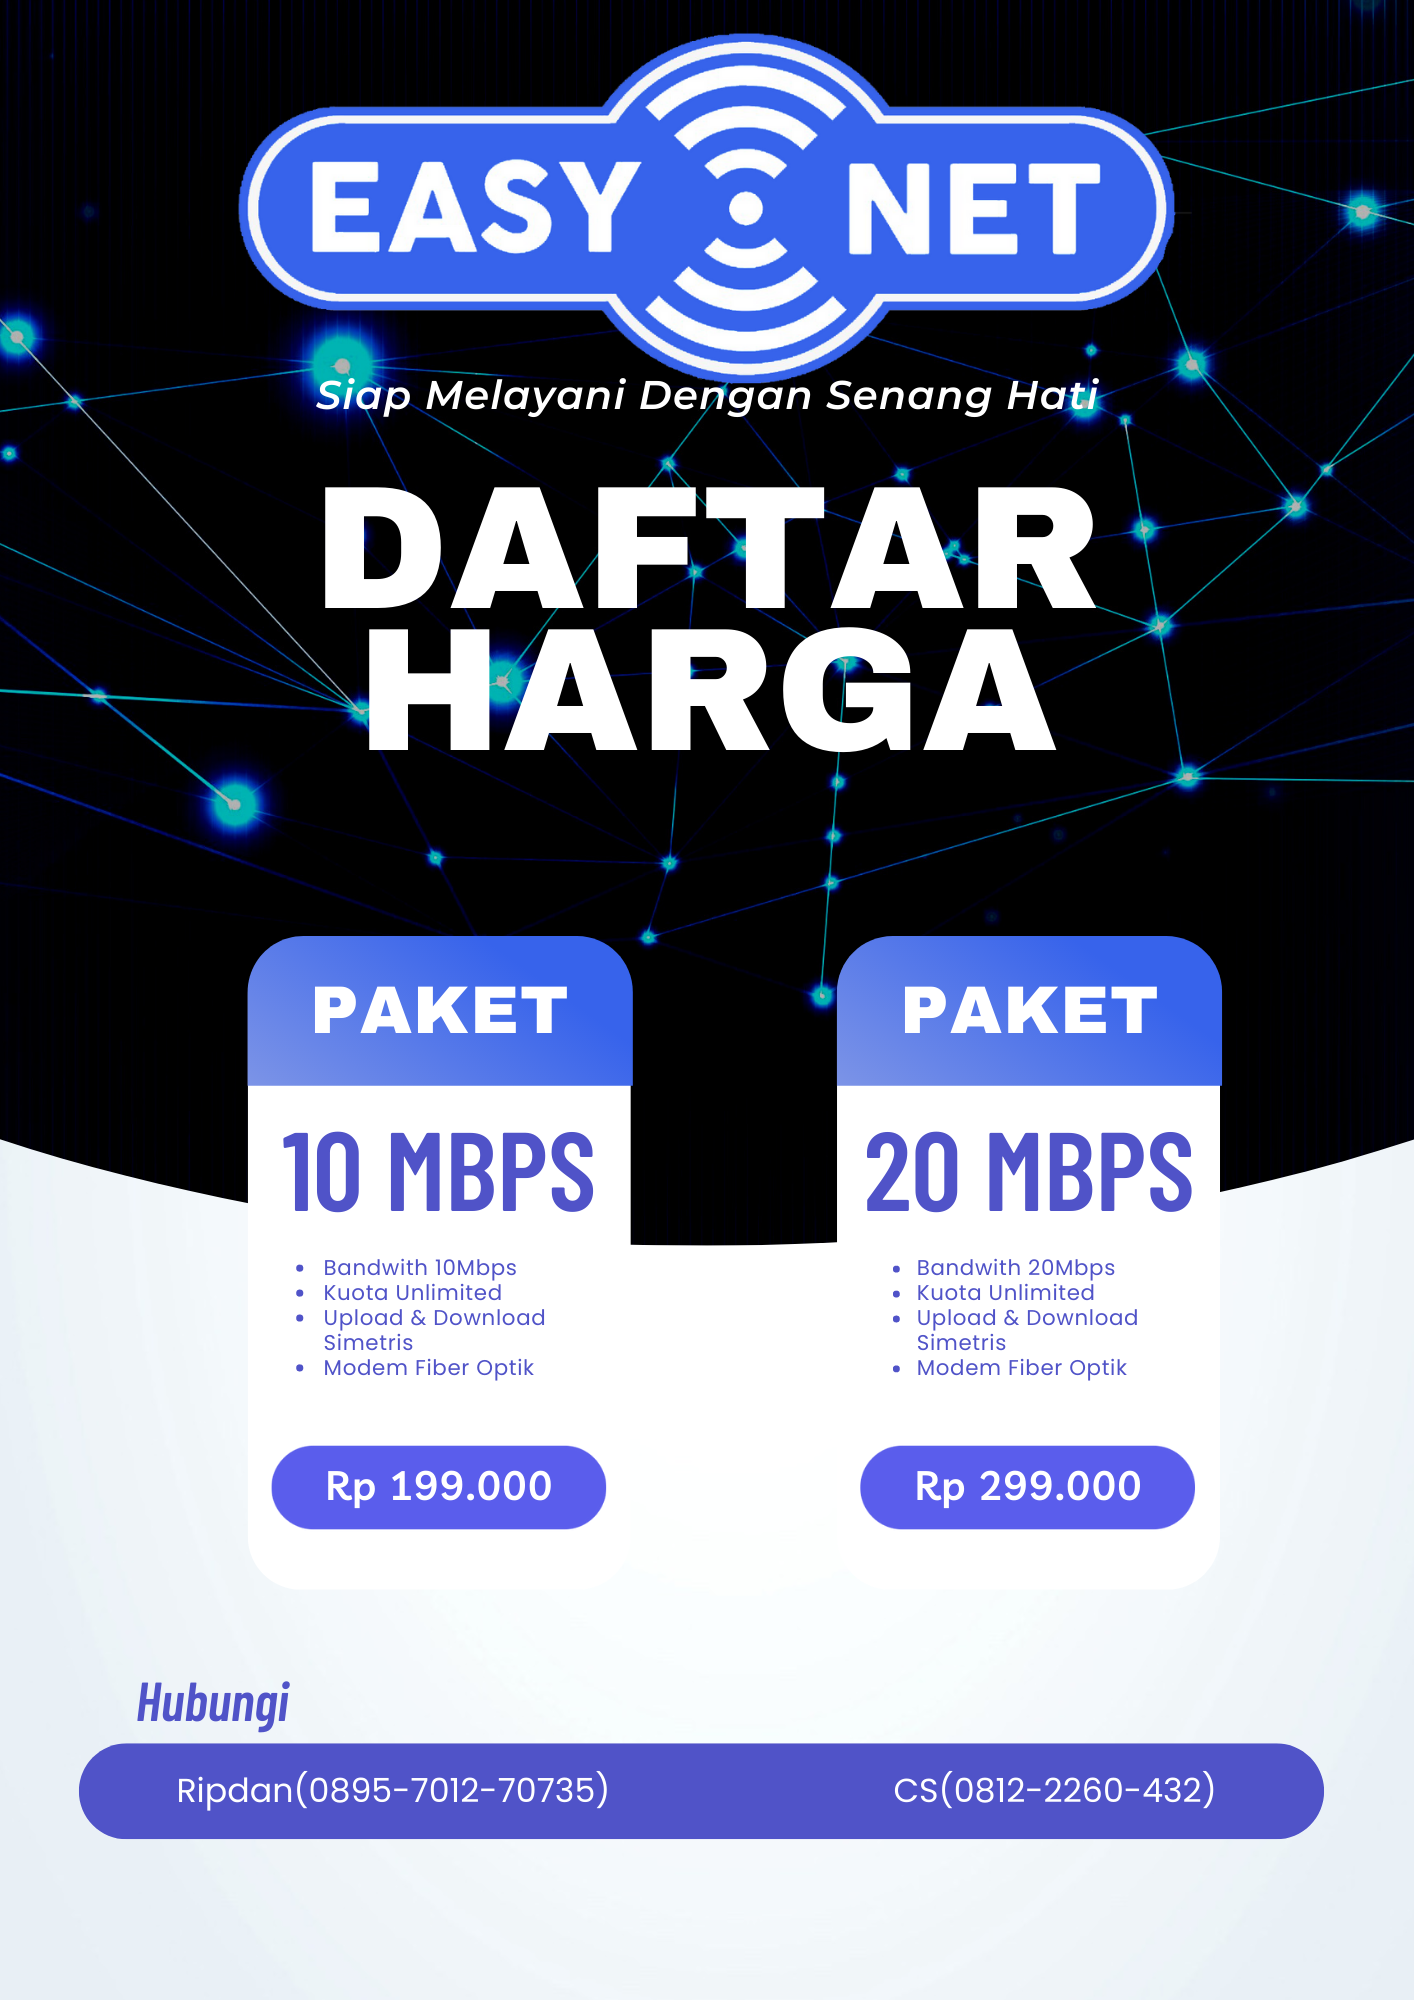 EASY NET
Siap Melayani Dengan Senang Hati
DAFTAR
HARGA
PAKET
10 MBPS
• Bandwith 10Mbps
• Kuota Unlimited
• Upload & Download
Simetris
• Modem Fiber Optik
Rp 199.000
PAKET
20 MBPS
• Bandwith 20Mbps
• Kuota Unlimited
• Upload & Download
Simetris
• Modem Fiber Optik
Rp 299.000
Hubungi
Ripdan(0895-7012-70735)
CS(0812-2260-432)